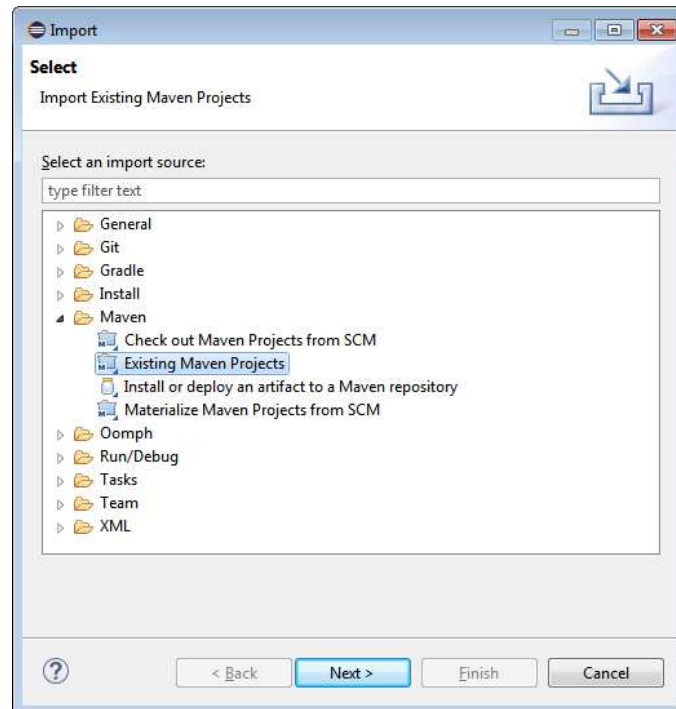 Import
Select
Import Existing Maven Projects
Select an import source:
type filter text
General
Git
Gradle
Install
Maven
Check out Maven Projects from SCM
Existing Maven Projects
Install or deploy an artifact to a Maven repository
Materialize Maven Projects from SCM
Oomph
Run/Debug
Tasks
Team
XML
? < Back Next > Finish Cancel